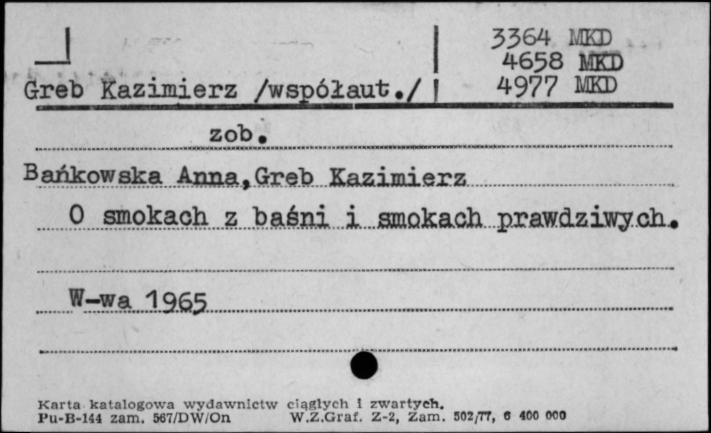 3364 MKD
4658 MKD
Greb Kazimierz /współaut./ 4977 MKD
zob.
Bańkowska Anna, Greb Kazimierz
O smokach z baśni i smokach prawdziwych.
W-wa 1965
Karta katalogowa wydawnictw ciągłych i zwartych.
Pu-B-144 zam. 567/DW/On W.Z.Graf. Z-2, Zam. 502/77, 6 400 000